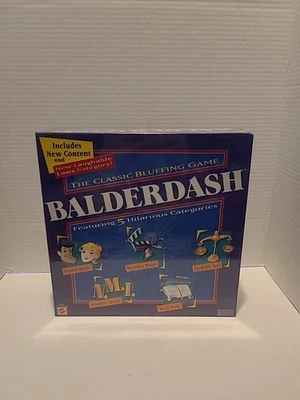 Includes
New Content
and
New Laughable
Laws Category!
THE CLASSIC BLUFFING GAME
BALDERDASH
Featuring 5 Hilarious Categories